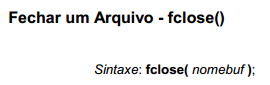 Fechar um Arquivo - fclose()
Sintaxe: fclose( nomebuf );